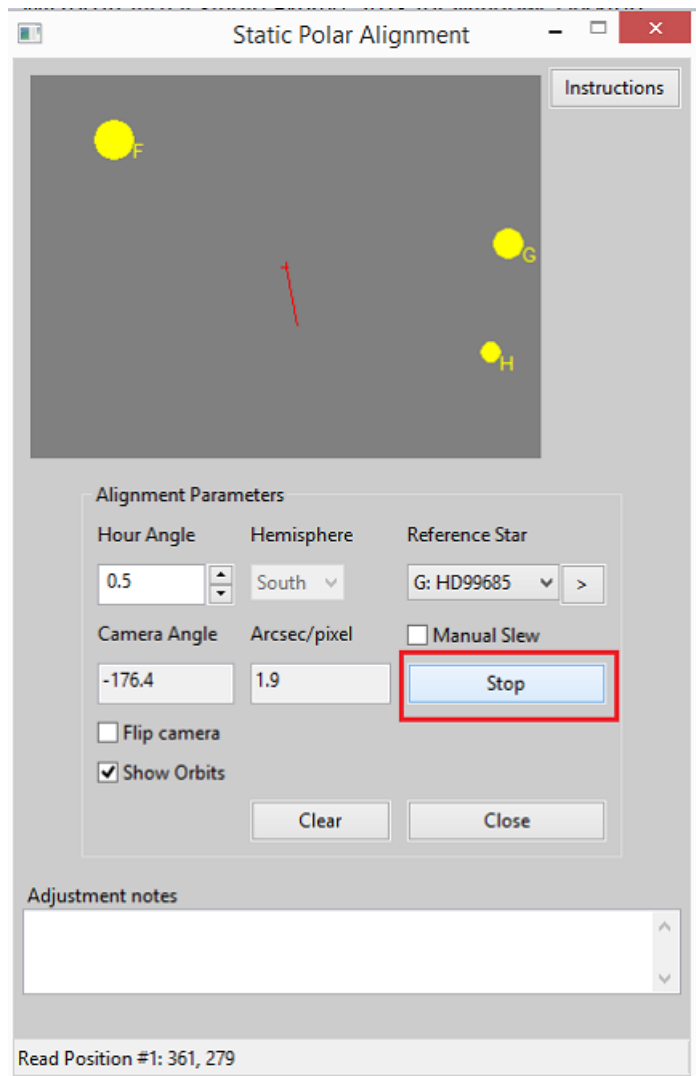 Static Polar Alignment
Instructions
F
G
H
Alignment Parameters
Hour Angle Hemisphere Reference Star
0.5 South G: HD99685 >
Camera Angle Arcsec/pixel Manual Slew
-176.4 1.9 Stop
Flip camera
Show Orbits
Clear Close
Adjustment notes
Read Position #1: 361, 279